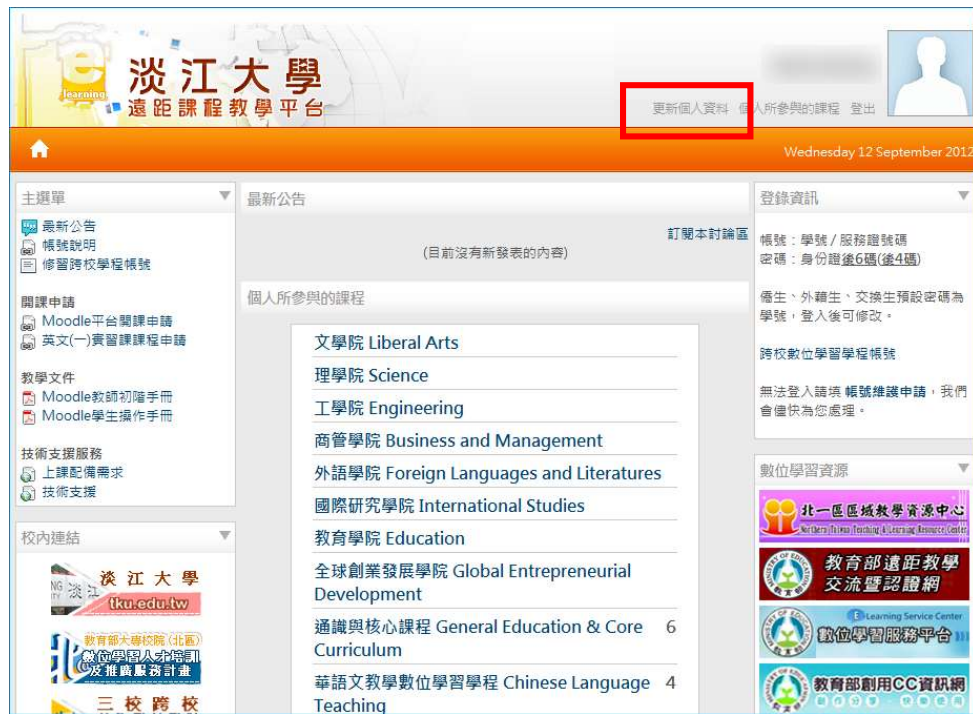 e
learning
淡江大學
遠距課程教學平台
更新個人資料 個人所參與的課程 登出
Wednesday 12 September 2012
主選單
最新公告
帳號說明
修習跨校學程帳號
開課申請
Moodle平台開課申請
英文(一)實習課課程申請
教學文件
Moodle教師初階手冊
Moodle學生操作手冊
技術支援服務
上課配備需求
技術支援
校內連結
淡江大學
tku.edu.tw
教育部大專校院(北區)
數位學習人才培訓
及推廣服務計畫
三校跨校
最新公告
訂閱本討論區
(目前沒有新發表的內容)
個人所參與的課程
文學院 Liberal Arts
理學院 Science
工學院 Engineering
商管學院 Business and Management
外語學院 Foreign Languages and Literatures
國際研究學院 International Studies
教育學院 Education
全球創業發展學院 Global Entrepreneurial
Development
通識與核心課程 General Education & Core 6
Curriculum
華語文教學數位學習學程 Chinese Language 4
Teaching
登錄資訊
帳號：學號 / 服務證號碼
密碼：身份證後6碼(後4碼)
僑生、外籍生、交換生預設密碼為
學號，登入後可修改。
跨校數位學習學程帳號
無法登入請填 帳號維護申請，我們
會儘快為您處理。
數位學習資源
北一區區域教學資源中心
Northern Taiwan Teaching & Learning Resource Center
教育部遠距教學
交流暨認證網
E-Learning Service Center
數位學習服務平台
教育部創用CC資訊網